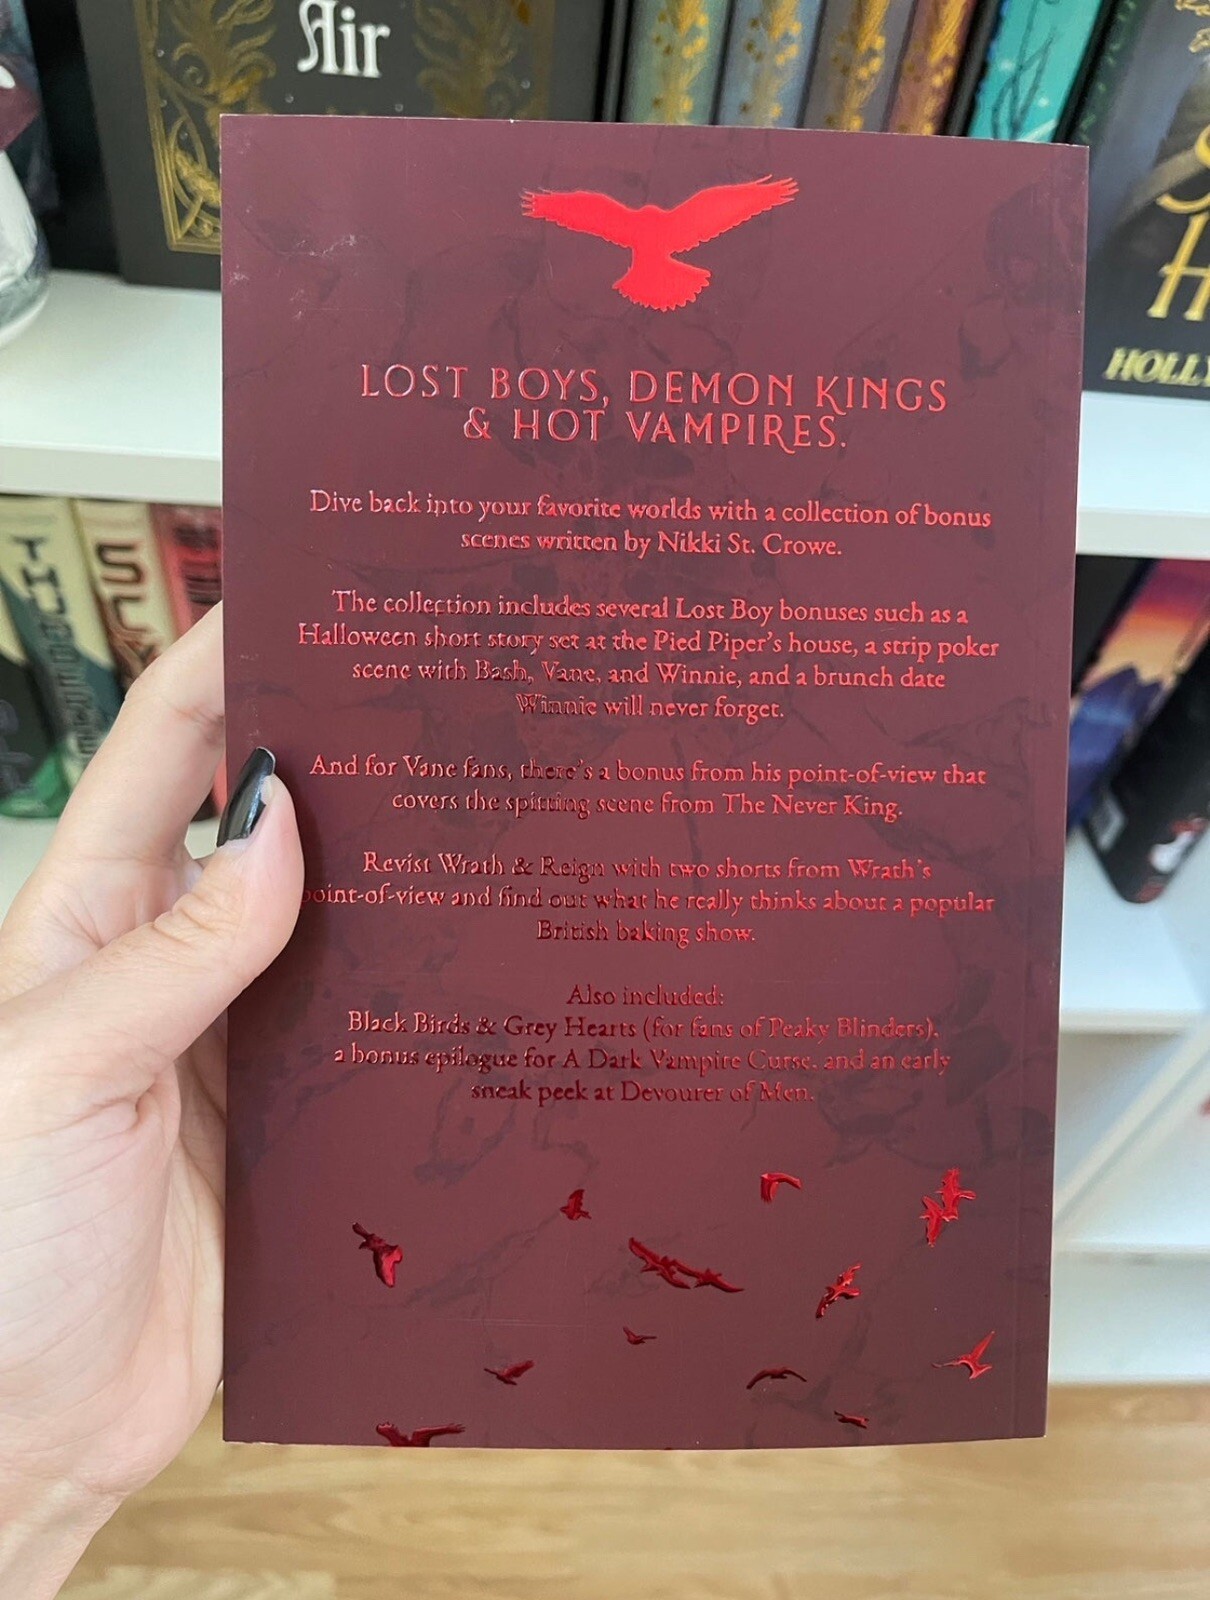 Air
HOLLY
LOST BOYS, DEMON KINGS
& HOT VAMPIRES.
Dive back into your favorite worlds with a collection of bonus
scenes written by Nikki St. Crowe.
The collection includes several Lost Boy bonuses such as a
Halloween short story set at the Pied Piper's house, a strip poker
scene with Bash, Vane, and Winnie, and a brunch date
Winnie will never forget.
And for Vane fans, there's a bonus from his point-of-view that
covers the spitting scene from The Never King.
Revist Wrath & Reign with two shorts from Wrath's
point-of-view and find out what he really thinks about a popular
British baking show.
Also included:
Black Birds & Grey Hearts (for fans of Peaky Blinders),
a bonus epilogue for A Dark Vampire Curse, and an early
sneak peek at Devourer of Men.